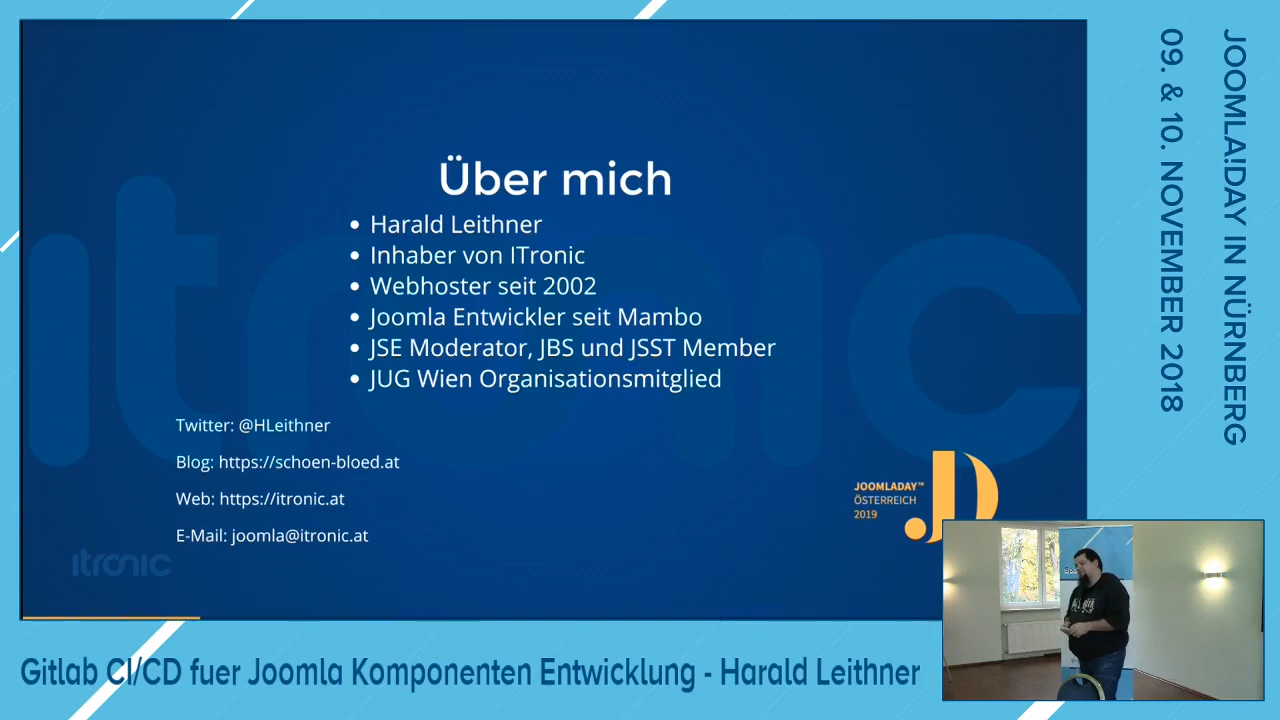 Über mich
Harald Leithner
Inhaber von ITronic
Webhoster seit 2002
Joomla Entwickler seit Mambo
JSE Moderator, JBS und JSST Member
JUG Wien Organisationsmitglied
Twitter: @HLeithner
Blog: https://schoen-bloed.at
Web: https://itronic.at
E-Mail: joomla@itronic.at
itronic
itronic
JOOMLADAY™
ÖSTERREICH
2019
JOOMLA!DAY IN NÜRNBERG
09. & 10. NOVEMBER 2018
Gitlab CI/CD fuer Joomla Komponenten Entwicklung - Harald Leithner